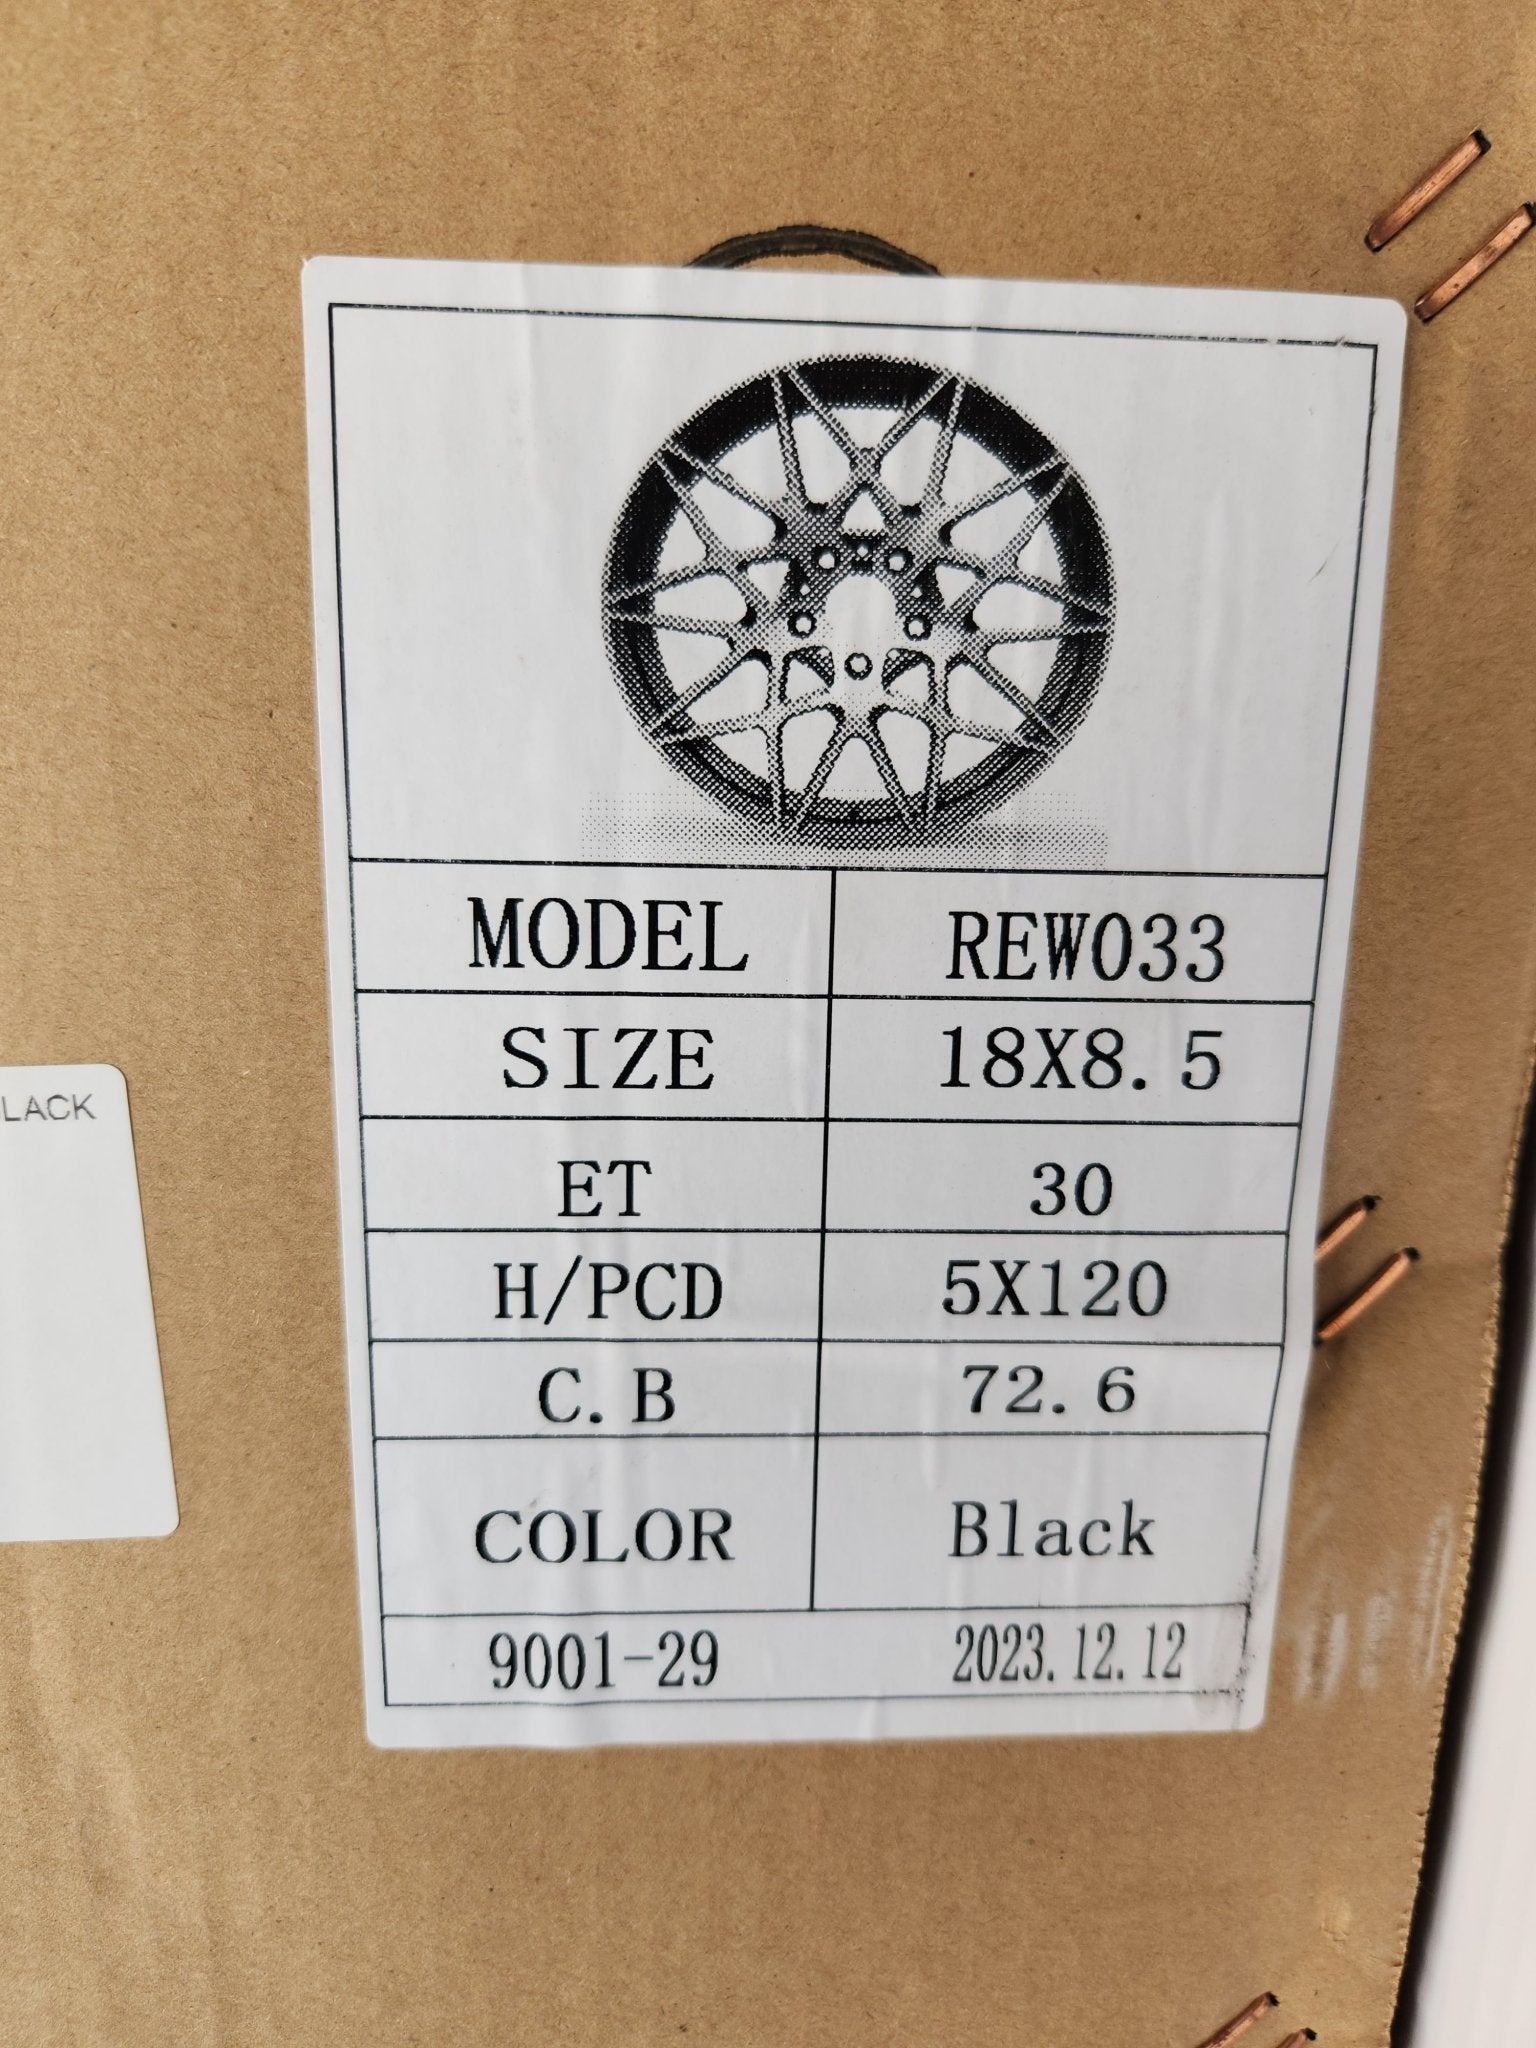 MODEL REW033
SIZE 18X8.5
ET 30
H/PCD 5X120
C.B 72.6
COLOR Black
9001-29 2023.12.12
LACK